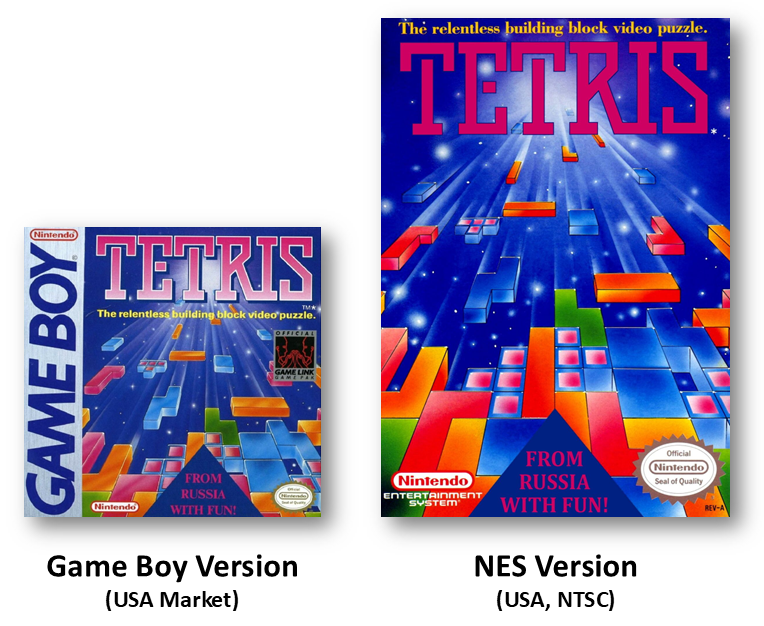 Nintendo
GAME BOY
TETRIS
™*
The relentless building block video puzzle.
OFFICIAL
GAME LINK
GAME PAK
FROM
RUSSIA
WITH FUN!
Nintendo
Official
Nintendo
Seal of Quality
Game Boy Version
(USA Market)
The relentless building block video puzzle.
TETRIS
*
FROM
RUSSIA
WITH FUN!
Nintendo
ENTERTAINMENT
SYSTEM
Official
Nintendo
Seal of Quality
REV-A
NES Version
(USA, NTSC)